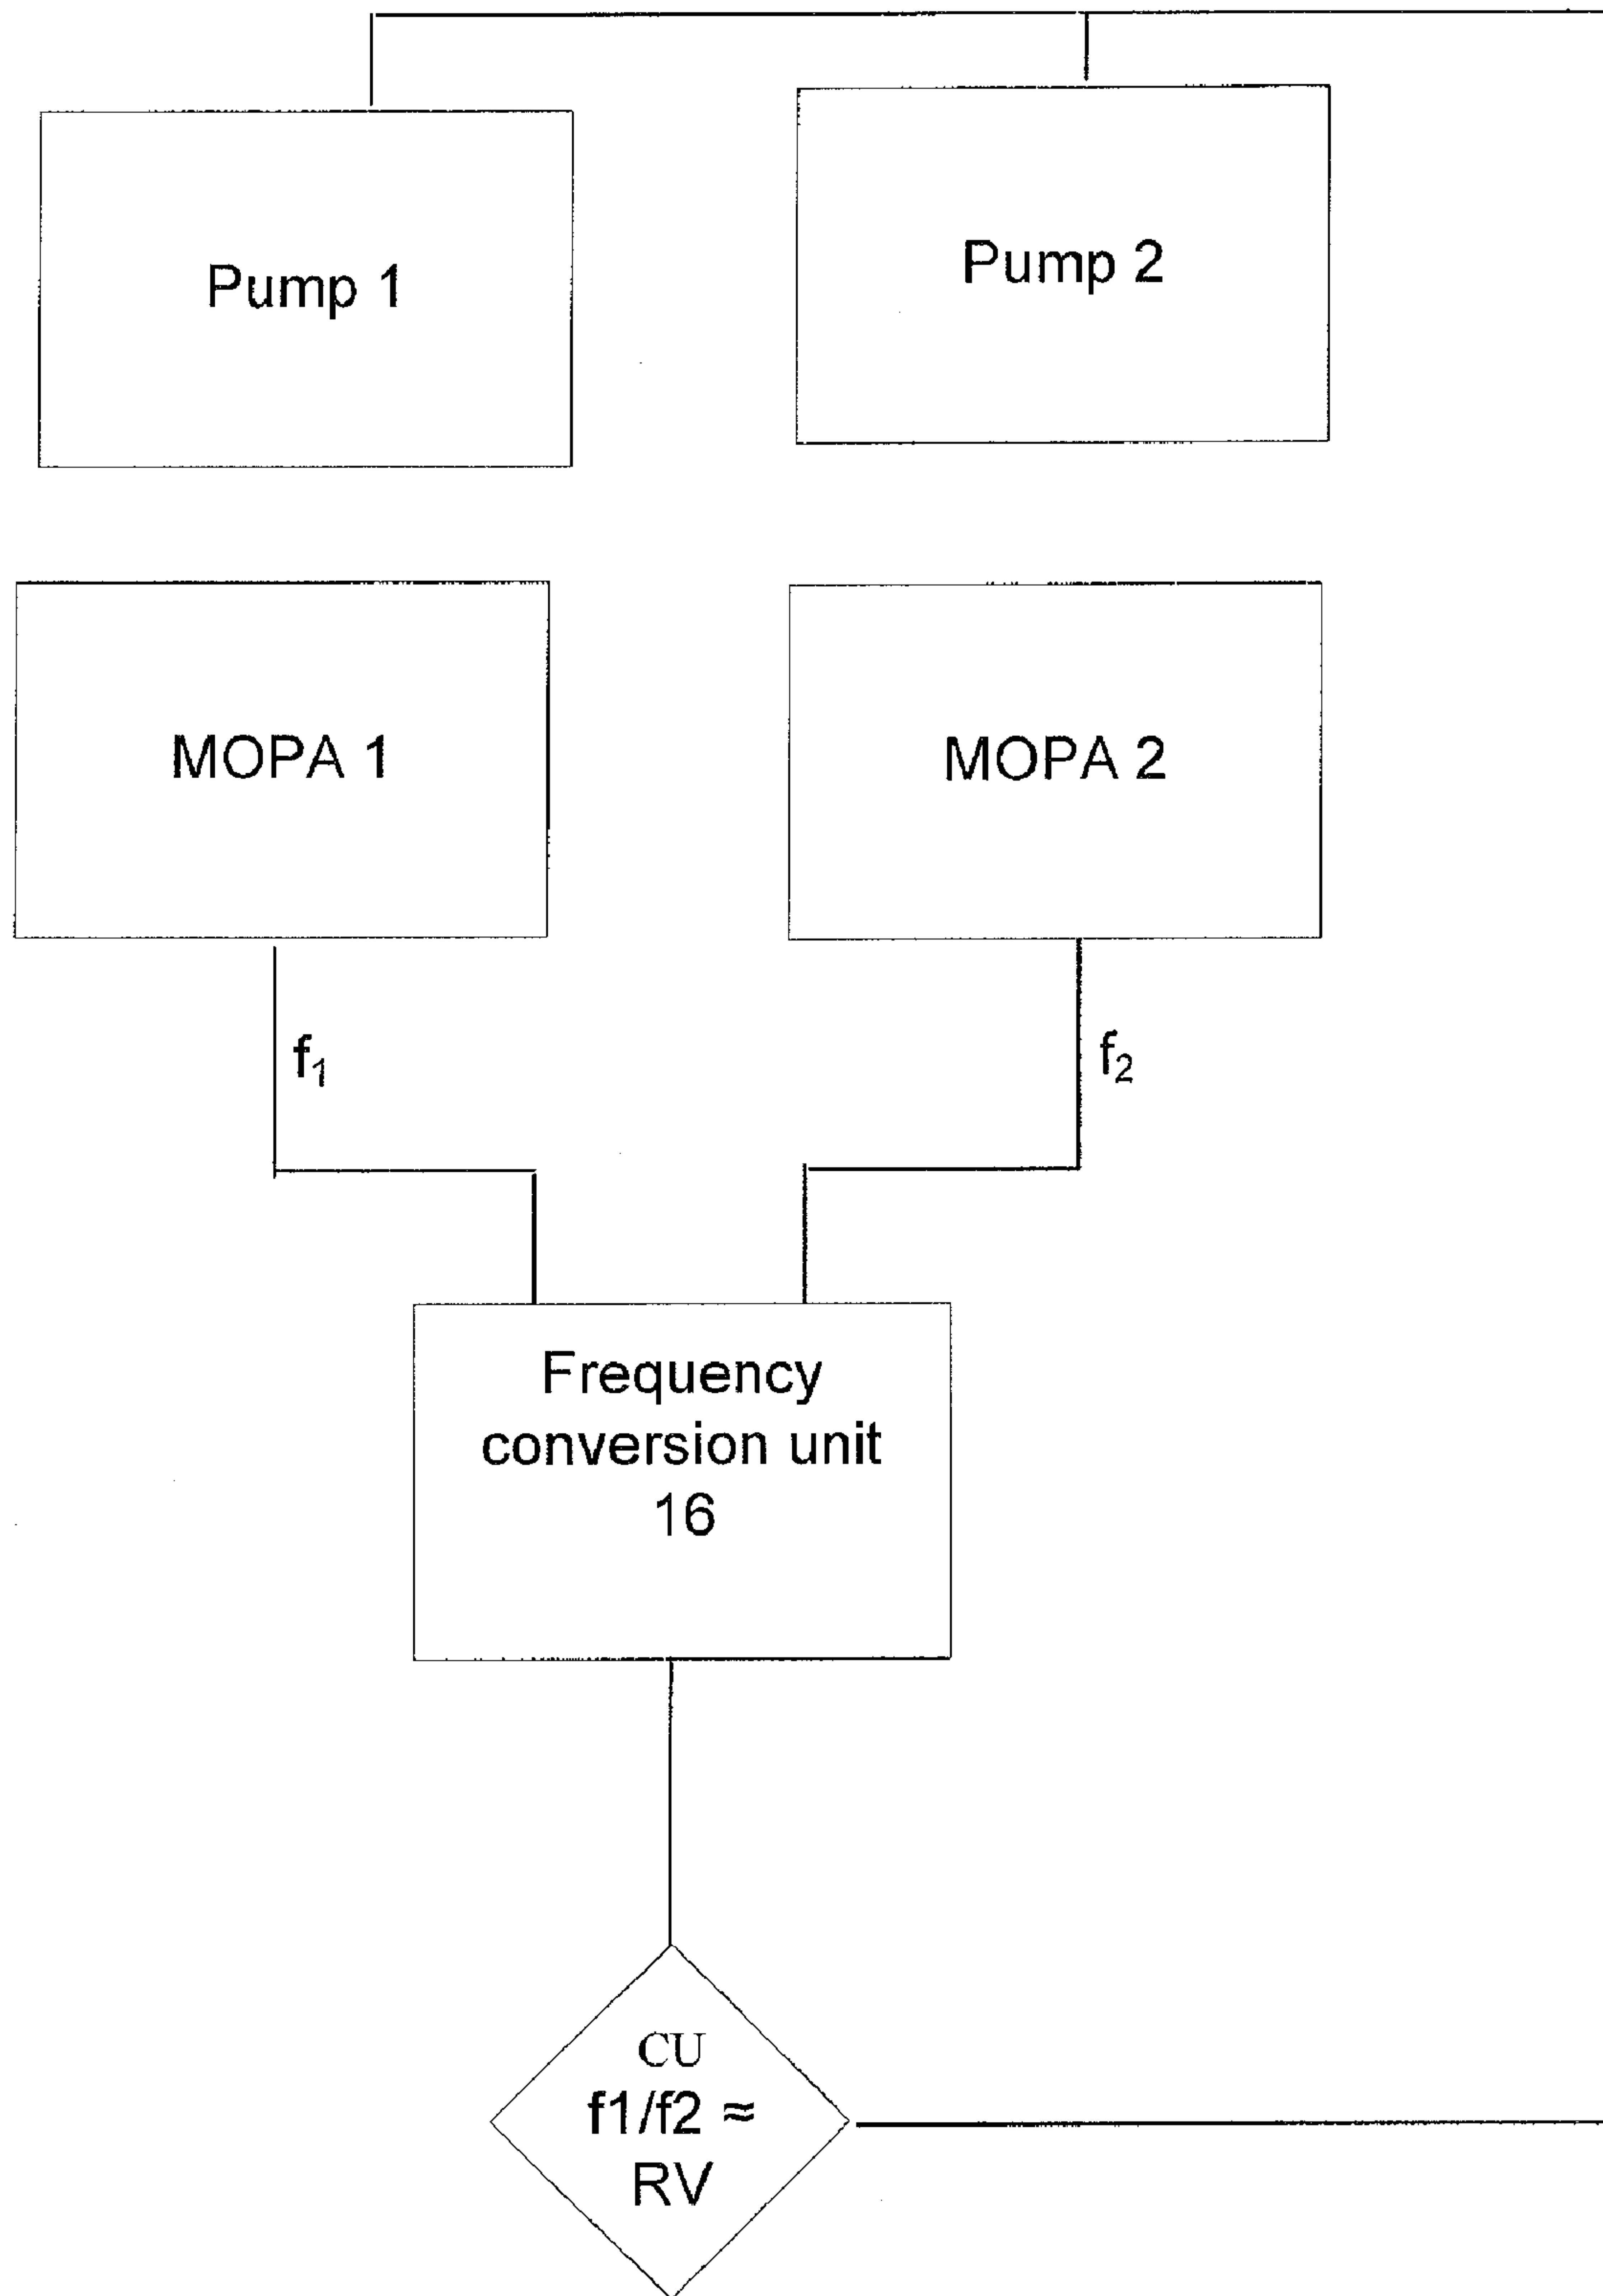 Pump 1
Pump 2
MOPA 1
MOPA 2
f₁
f₂
Frequency
conversion unit
16
CU
f1/f2 ≈
RV